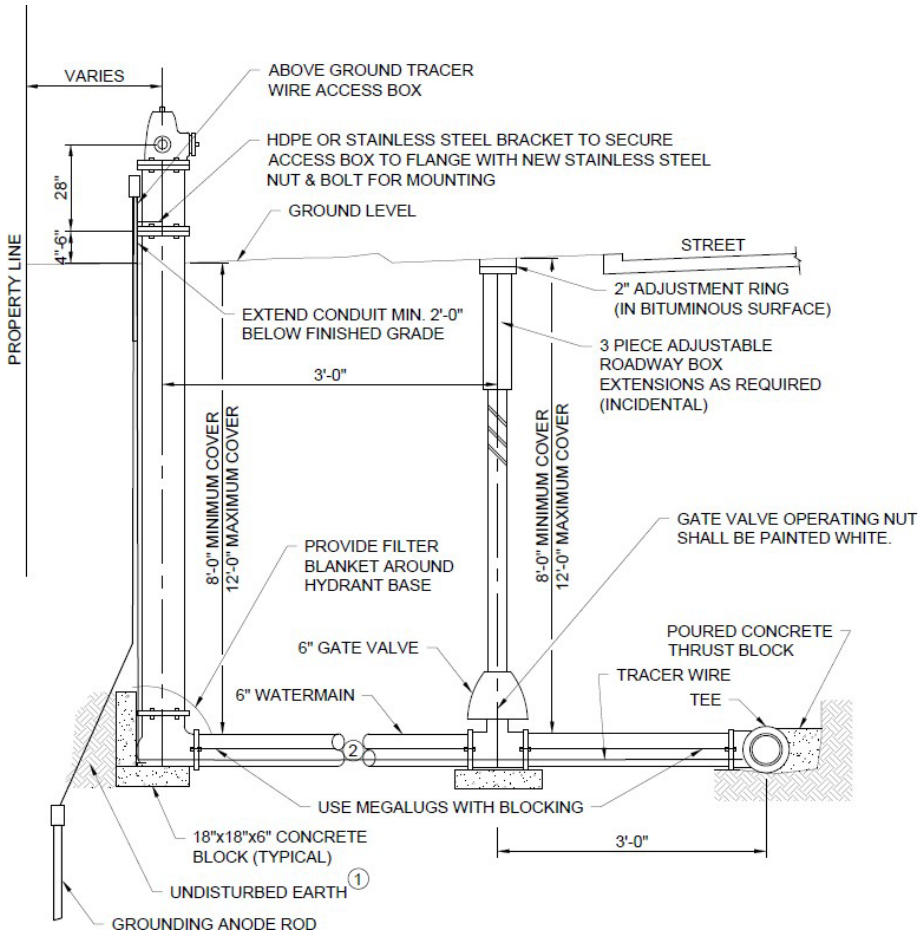 VARIES
ABOVE GROUND TRACER
WIRE ACCESS BOX
HDPE OR STAINLESS STEEL BRACKET TO SECURE
ACCESS BOX TO FLANGE WITH NEW STAINLESS STEEL
NUT & BOLT FOR MOUNTING
28"
GROUND LEVEL
4"-6"
STREET
PROPERTY LINE
2" ADJUSTMENT RING
(IN BITUMINOUS SURFACE)
EXTEND CONDUIT MIN. 2'-0"
BELOW FINISHED GRADE
3 PIECE ADJUSTABLE
ROADWAY BOX
EXTENSIONS AS REQUIRED
(INCIDENTAL)
3'-0"
8'-0" MINIMUM COVER
12'-0" MAXIMUM COVER
8'-0" MINIMUM COVER
12'-0" MAXIMUM COVER
GATE VALVE OPERATING NUT
SHALL BE PAINTED WHITE.
PROVIDE FILTER
BLANKET AROUND
HYDRANT BASE
POURED CONCRETE
THRUST BLOCK
6" GATE VALVE
TRACER WIRE
6" WATERMAIN
TEE
2
USE MEGALUGS WITH BLOCKING
18"x18"x6" CONCRETE
BLOCK (TYPICAL)
3'-0"
UNDISTURBED EARTH 1
GROUNDING ANODE ROD